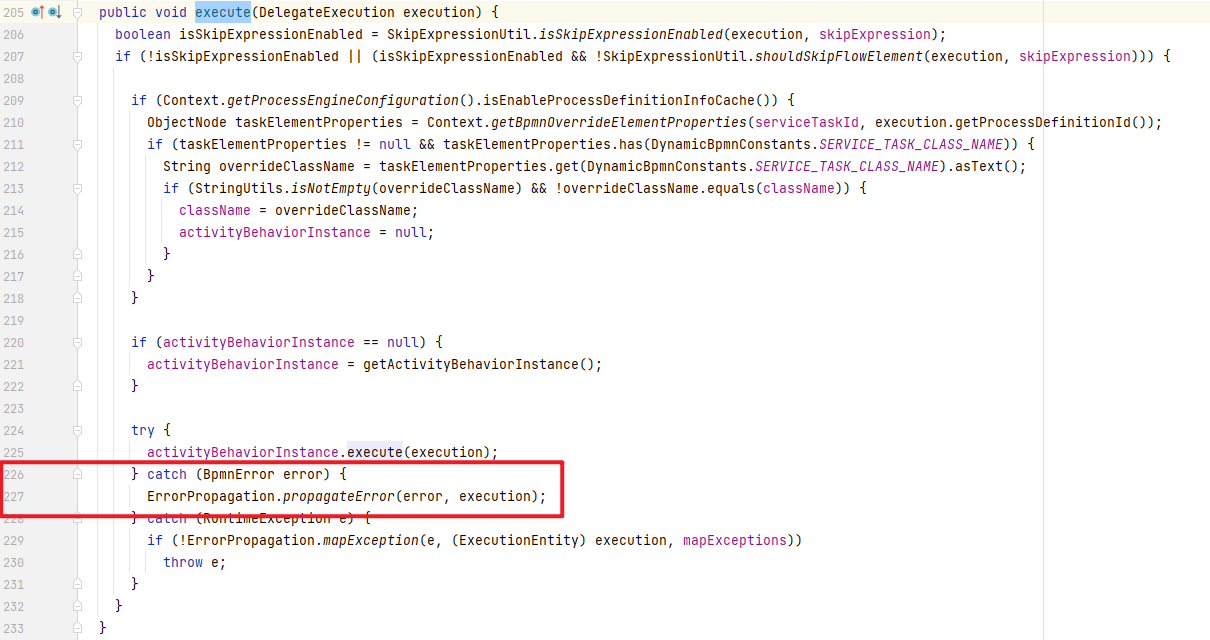 205 public void execute(DelegateExecution execution) {
206 boolean isSkipExpressionEnabled = SkipExpressionUtil.isSkipExpressionEnabled(execution, skipExpression);
207 if (!isSkipExpressionEnabled || (isSkipExpressionEnabled && !SkipExpressionUtil.shouldSkipFlowElement(execution, skipExpression))) {
208
209 if (Context.getProcessEngineConfiguration().isEnableProcessDefinitionInfoCache()) {
210 ObjectNode taskElementProperties = Context.getBpmnOverrideElementProperties(serviceTaskId, execution.getProcessDefinitionId());
211 if (taskElementProperties != null && taskElementProperties.has(DynamicBpmnConstants.SERVICE_TASK_CLASS_NAME)) {
212 String overrideClassName = taskElementProperties.get(DynamicBpmnConstants.SERVICE_TASK_CLASS_NAME).asText();
213 if (StringUtils.isNotEmpty(overrideClassName) && !overrideClassName.equals(className)) {
214 className = overrideClassName;
215 activityBehaviorInstance = null;
216 }
217 }
218 }
219
220 if (activityBehaviorInstance == null) {
221 activityBehaviorInstance = getActivityBehaviorInstance();
222 }
223
224 try {
225 activityBehaviorInstance.execute(execution);
226 } catch (BpmnError error) {
227 ErrorPropagation.propagateError(error, execution);
228 } catch (RuntimeException e) {
229 if (!ErrorPropagation.mapException(e, (ExecutionEntity) execution, mapExceptions))
230 throw e;
231 }
232 }
233 }